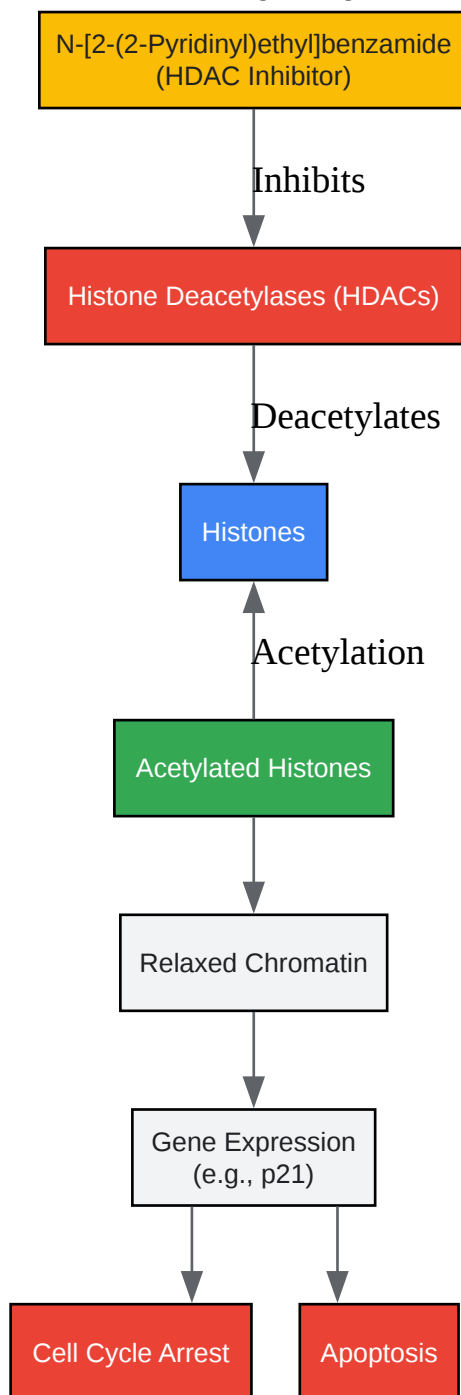 N-[2-(2-Pyridinyl)ethyl]benzamide
(HDAC Inhibitor)
Inhibits
Histone Deacetylases (HDACs)
Deacetylates
Histones
Acetylation
Acetylated Histones
Relaxed Chromatin
Gene Expression
(e.g., p21)
Cell Cycle Arrest
Apoptosis